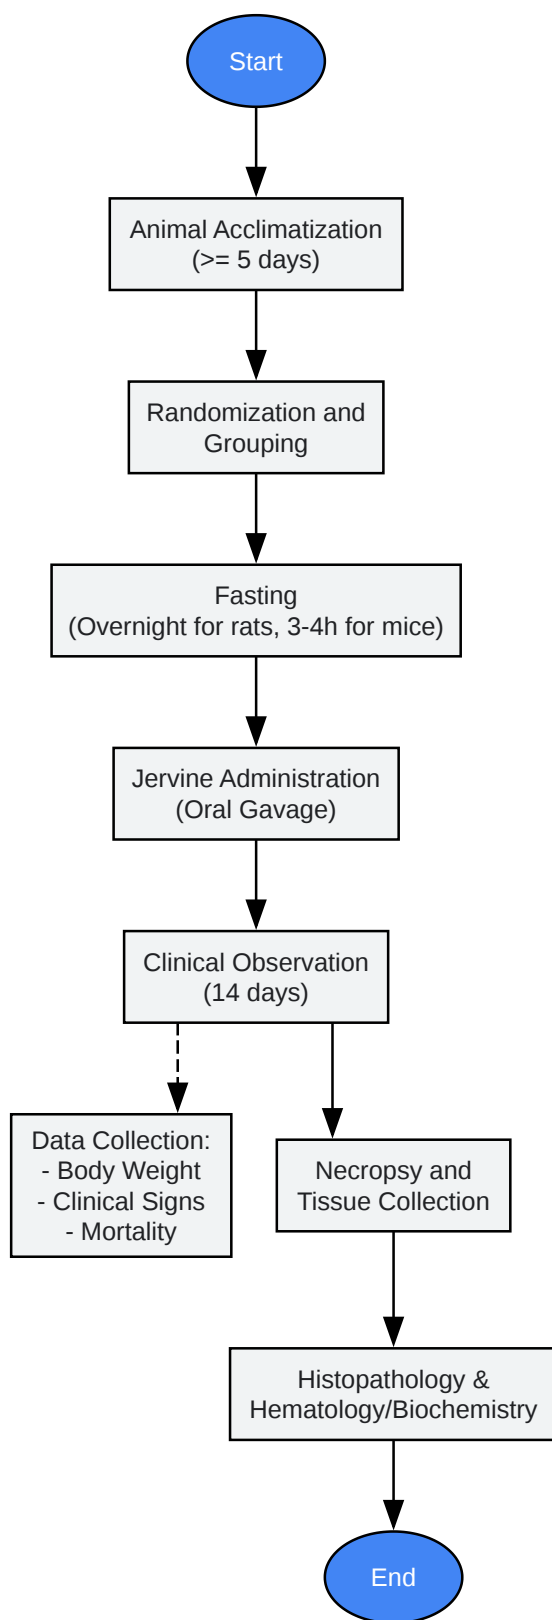 Start
Animal Acclimatization
(>= 5 days)
Randomization and
Grouping
Fasting
(Overnight for rats, 3-4h for mice)
Jervine Administration
(Oral Gavage)
Clinical Observation
(14 days)
Data Collection:
- Body Weight
- Clinical Signs
- Mortality
Necropsy and
Tissue Collection
Histopathology &
Hematology/Biochemistry
End